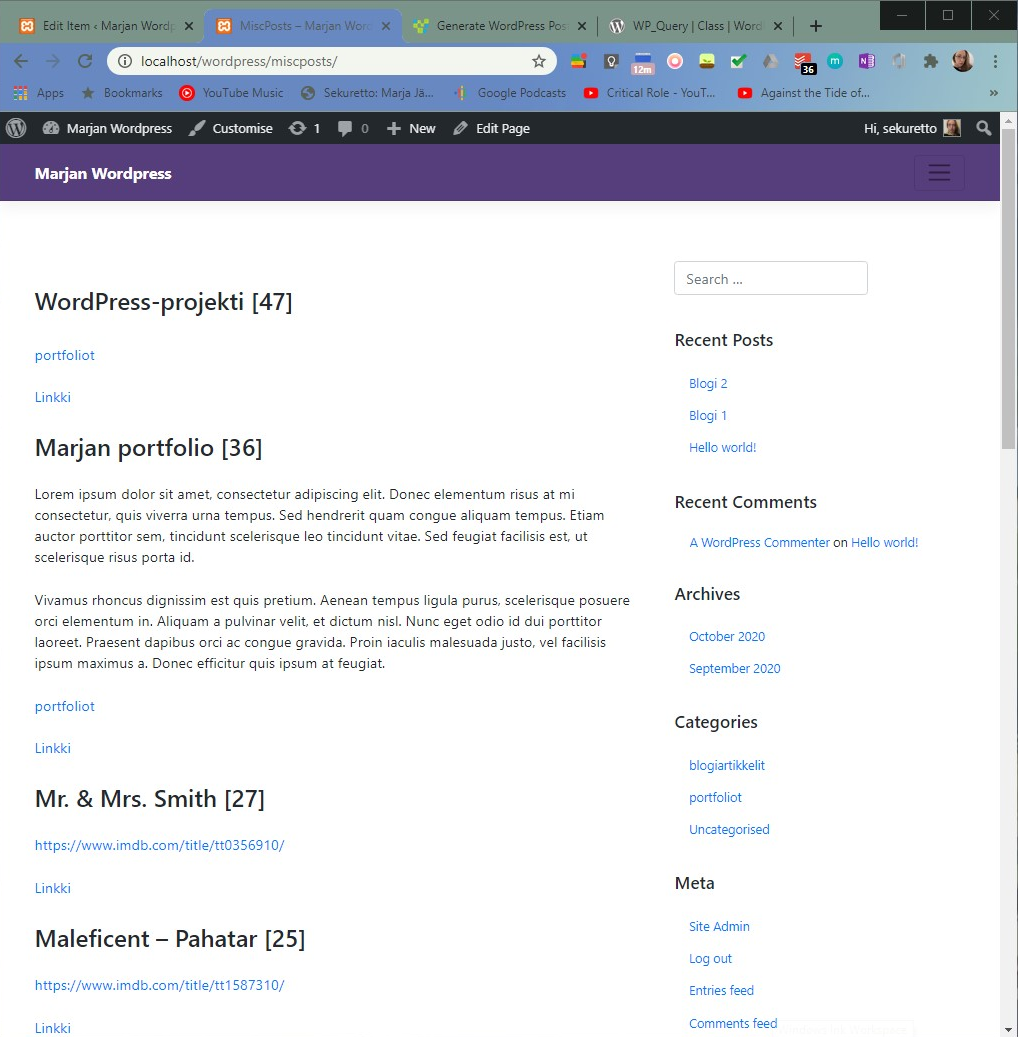 Edit Item ‹ Marjan Wordp
MiscPosts – Marjan Word
Generate WordPress Pos
WP_Query | Class | Word
localhost/wordpress/miscposts/
12m
36
m
N
Apps
Bookmarks
YouTube Music
Sekuretto: Marja Jä...
Google Podcasts
Critical Role - YouT...
Against the Tide of...
»
Marjan Wordpress
Customise
1
0
New
Edit Page
Hi, sekuretto
Marjan Wordpress
WordPress-projekti [47]
portfoliot
Linkki
Marjan portfolio [36]
Lorem ipsum dolor sit amet, consectetur adipiscing elit. Donec elementum risus at mi
consectetur, quis viverra urna tempus. Sed hendrerit quam congue aliquam tempus. Etiam
auctor porttitor sem, tincidunt scelerisque leo tincidunt vitae. Sed feugiat facilisis est, ut
scelerisque risus porta id.
Vivamus rhoncus dignissim est quis pretium. Aenean tempus ligula purus, scelerisque posuere
orci elementum in. Aliquam a pulvinar velit, et dictum nisl. Nunc eget odio id dui porttitor
laoreet. Praesent dapibus orci ac congue gravida. Proin iaculis malesuada justo, vel facilisis
ipsum maximus a. Donec efficitur quis ipsum at feugiat.
portfoliot
Linkki
Mr. & Mrs. Smith [27]
https://www.imdb.com/title/tt0356910/
Linkki
Maleficent – Pahatar [25]
https://www.imdb.com/title/tt1587310/
Linkki
Search …
Recent Posts
Blogi 2
Blogi 1
Hello world!
Recent Comments
A WordPress Commenter on Hello world!
Archives
October 2020
September 2020
Categories
blogiartikkelit
portfoliot
Uncategorised
Meta
Site Admin
Log out
Entries feed
Comments feed